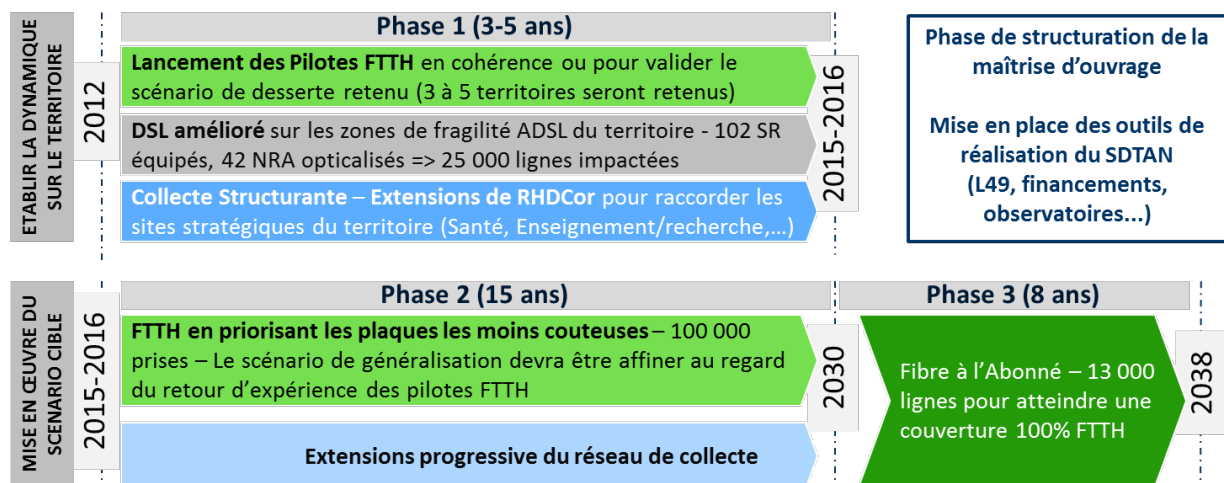 ETABLIR LA DYNAMIQUE
SUR LE TERRITOIRE
2012
Phase 1 (3-5 ans)
Lancement des Pilotes FTTH en cohérence ou pour valider le
scénario de desserte retenu (3 à 5 territoires seront retenus)
DSL amélioré sur les zones de fragilité ADSL du territoire - 102 SR
équipés, 42 NRA opticalisés => 25 000 lignes impactées
Collecte Structurante – Extensions de RHDCor pour raccorder les
sites stratégiques du territoire (Santé, Enseignement/recherche,...)
2015-2016
Phase de structuration de la
maîtrise d’ouvrage
Mise en place des outils de
réalisation du SDTAN
(L49, financements,
observatoires...)
MISE EN ŒUVRE DU
SCENARIO CIBLE
2015-2016
Phase 2 (15 ans)
FTTH en priorisant les plaques les moins couteuses – 100 000
prises – Le scénario de généralisation devra être affiner au regard
du retour d’expérience des pilotes FTTH
Extensions progressive du réseau de collecte
2030
Phase 3 (8 ans)
Fibre à l’Abonné – 13 000
lignes pour atteindre une
couverture 100% FTTH
2038